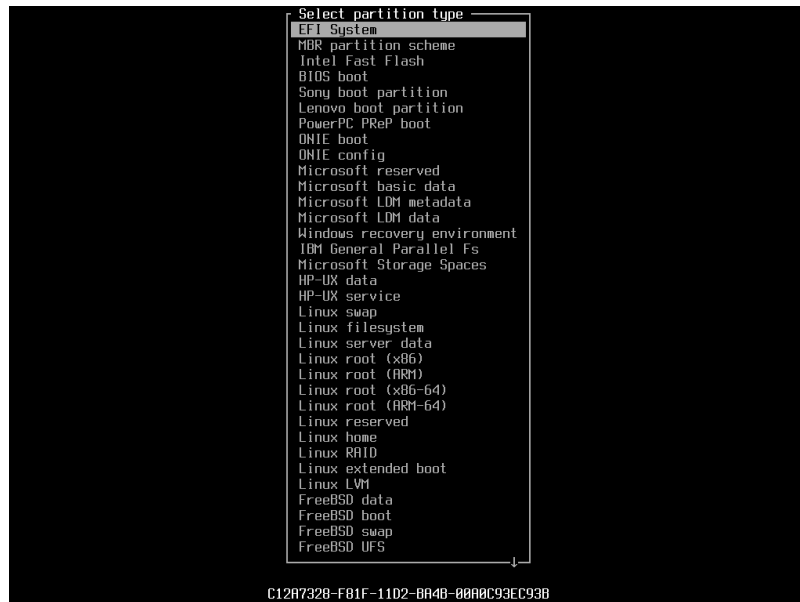 Select partition type
EFI System
MBR partition scheme
Intel Fast Flash
BIOS boot
Sony boot partition
Lenovo boot partition
PowerPC PReP boot
ONIE boot
ONIE config
Microsoft reserved
Microsoft basic data
Microsoft LDM metadata
Microsoft LDM data
Windows recovery environment
IBM General Parallel Fs
Microsoft Storage Spaces
HP-UX data
HP-UX service
Linux swap
Linux filesystem
Linux server data
Linux root (x86)
Linux root (ARM)
Linux root (x86-64)
Linux root (ARM-64)
Linux reserved
Linux home
Linux RAID
Linux extended boot
Linux LVM
FreeBSD data
FreeBSD boot
FreeBSD swap
FreeBSD UFS
C12A7328-F81F-11D2-BA4B-00A0C93EC93B